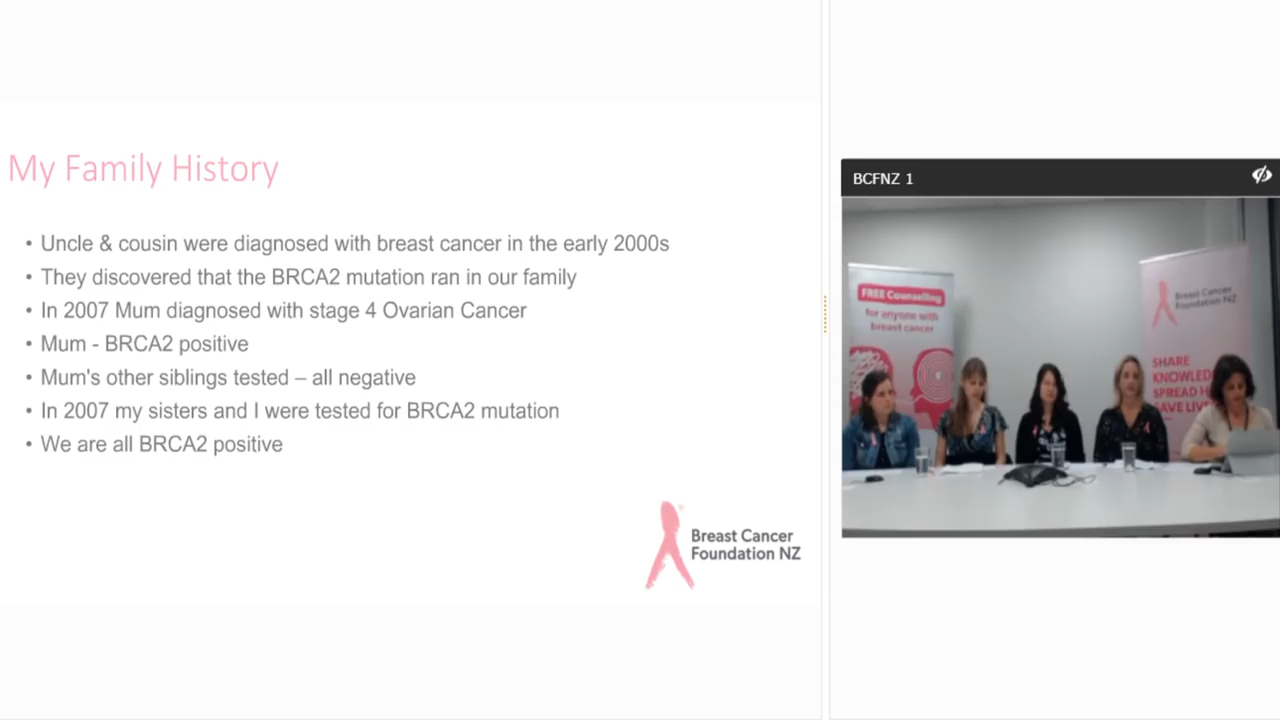 My Family History
• Uncle & cousin were diagnosed with breast cancer in the early 2000s
• They discovered that the BRCA2 mutation ran in our family
• In 2007 Mum diagnosed with stage 4 Ovarian Cancer
• Mum - BRCA2 positive
• Mum's other siblings tested – all negative
• In 2007 my sisters and I were tested for BRCA2 mutation
• We are all BRCA2 positive
Breast Cancer
Foundation NZ
BCFNZ 1
FREE Counselling
for anyone with
breast cancer
Breast Cancer
Foundation NZ
SHARE
KNOWLED
SPREAD H
SAVE LIV